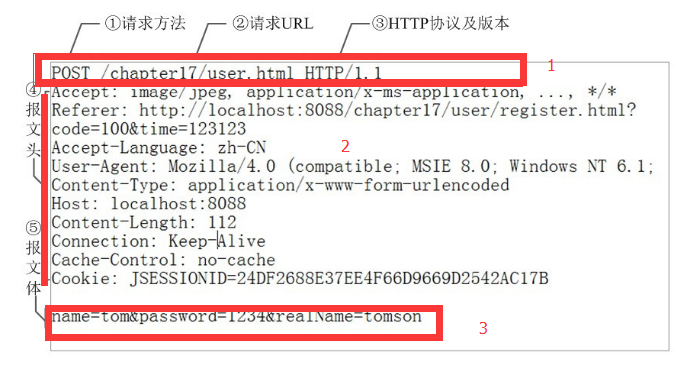 ①请求方法 ②请求URL ③HTTP协议及版本
POST /chapter17/user.html HTTP/1.1
1
Accept: image/jpeg, application/x-ms-application, ..., */*
④报文头
Referer: http://localhost:8088/chapter17/user/register.html?
code=100&time=123123
Accept-Language: zh-CN
2
User-Agent: Mozilla/4.0 (compatible; MSIE 8.0; Windows NT 6.1;
Content-Type: application/x-www-form-urlencoded
Host: localhost:8088
Content-Length: 112
⑤报文体
Connection: Keep-Alive
Cache-Control: no-cache
Cookie: JSESSIONID=24DF2688E37EE4F66D9669D2542AC17B
name=tom&password=1234&realName=tomson
3